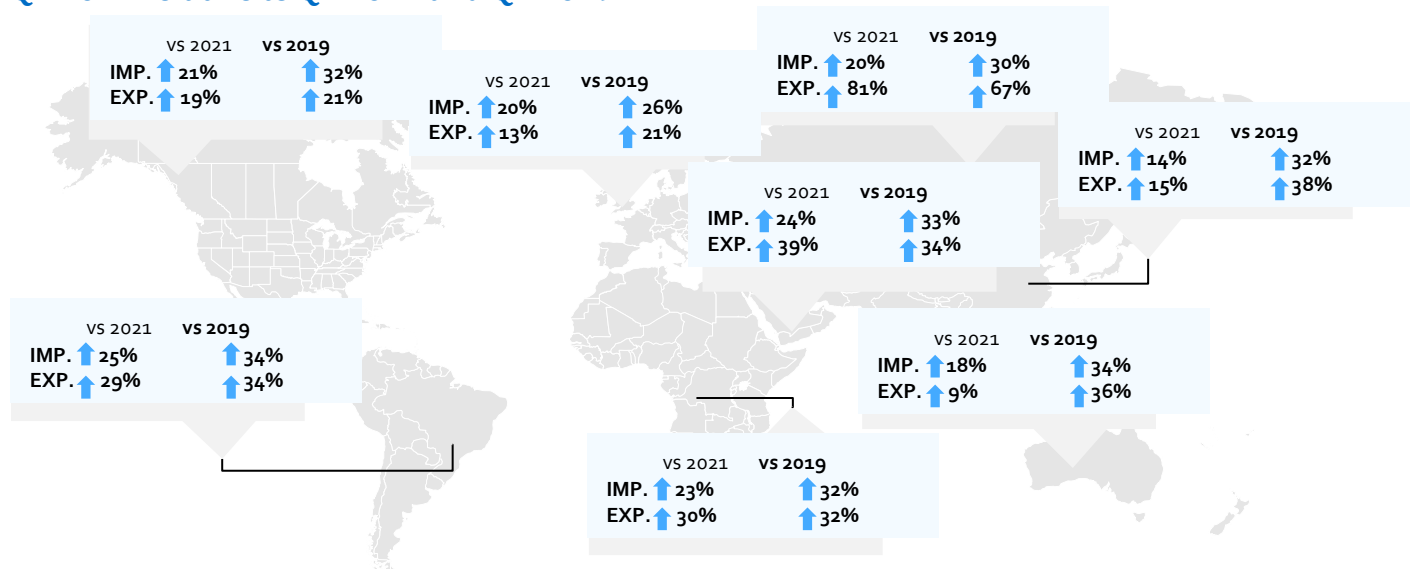 VS 2021 VS 2019
IMP. 21% 32%
EXP. 19% 21%
VS 2021 VS 2019
IMP. 20% 26%
EXP. 13% 21%
VS 2021 VS 2019
IMP. 20% 30%
EXP. 81% 67%
VS 2021 VS 2019
IMP. 14% 32%
EXP. 15% 38%
VS 2021 VS 2019
IMP. 24% 33%
EXP. 39% 34%
VS 2021 VS 2019
IMP. 25% 34%
EXP. 29% 34%
VS 2021 VS 2019
IMP. 18% 34%
EXP. 9% 36%
VS 2021 VS 2019
IMP. 23% 32%
EXP. 30% 32%